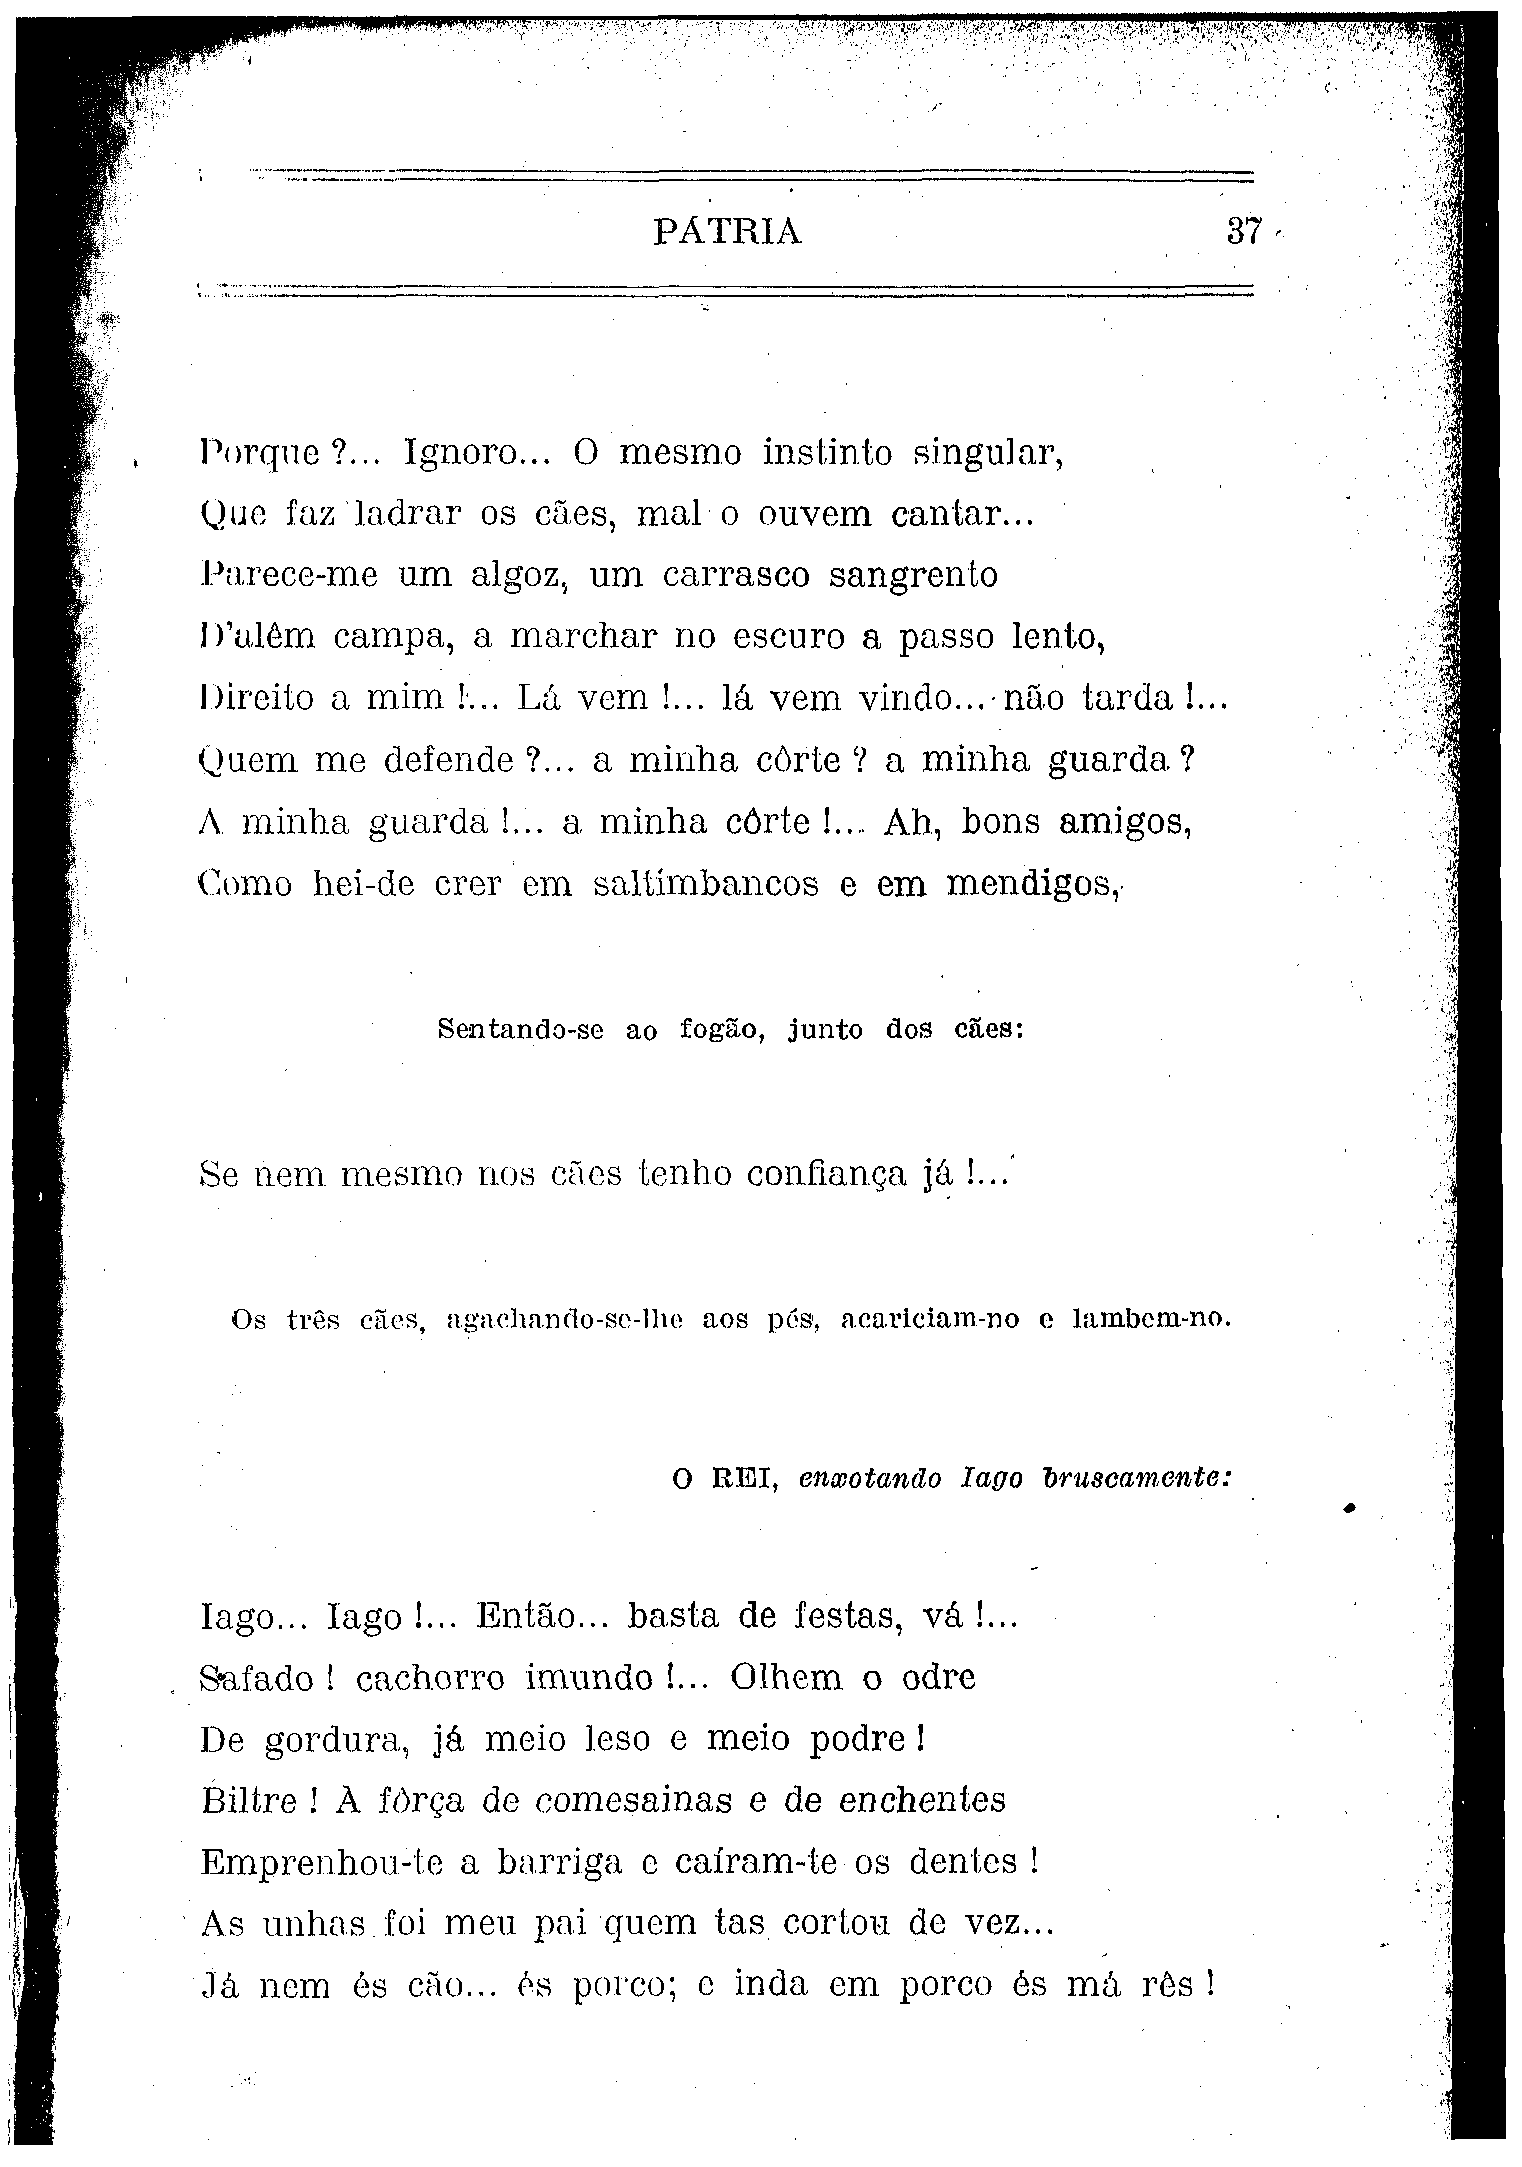 PÁTRIA 37
Porque ?... Ignoro... O mesmo instinto singular,
Que faz ladrar os cães, mal o ouvem cantar...
Parece-me um algoz, um carrasco sangrento
D'além campa, a marchar no escuro a passo lento,
Direito a mim !... Lá vem !... lá vem vindo... não tarda !...
Quem me defende ?... a minha côrte ? a minha guarda ?
A minha guarda !... a minha côrte !... Ah, bons amigos,
Como hei-de crer em saltimbancos e em mendigos,
Sentando-se ao fogão, junto dos cães:
Se nem mesmo nos cães tenho confiança já !...
Os três cães, agachando-se-lhe aos pés, acariciam-no e lambem-no.
O REI, enxotando Iago bruscamente:
Iago... Iago !... Então... basta de festas, vá !...
Safado ! cachorro imundo !... Olhem o odre
De gordura, já meio leso e meio podre !
Biltre ! À fôrça de comesainas e de enchentes
Emprenhou-te a barriga e caíram-te os dentes !
As unhas foi meu pai quem tas cortou de vez...
Já nem és cão... és porco; e inda em porco és má rês !